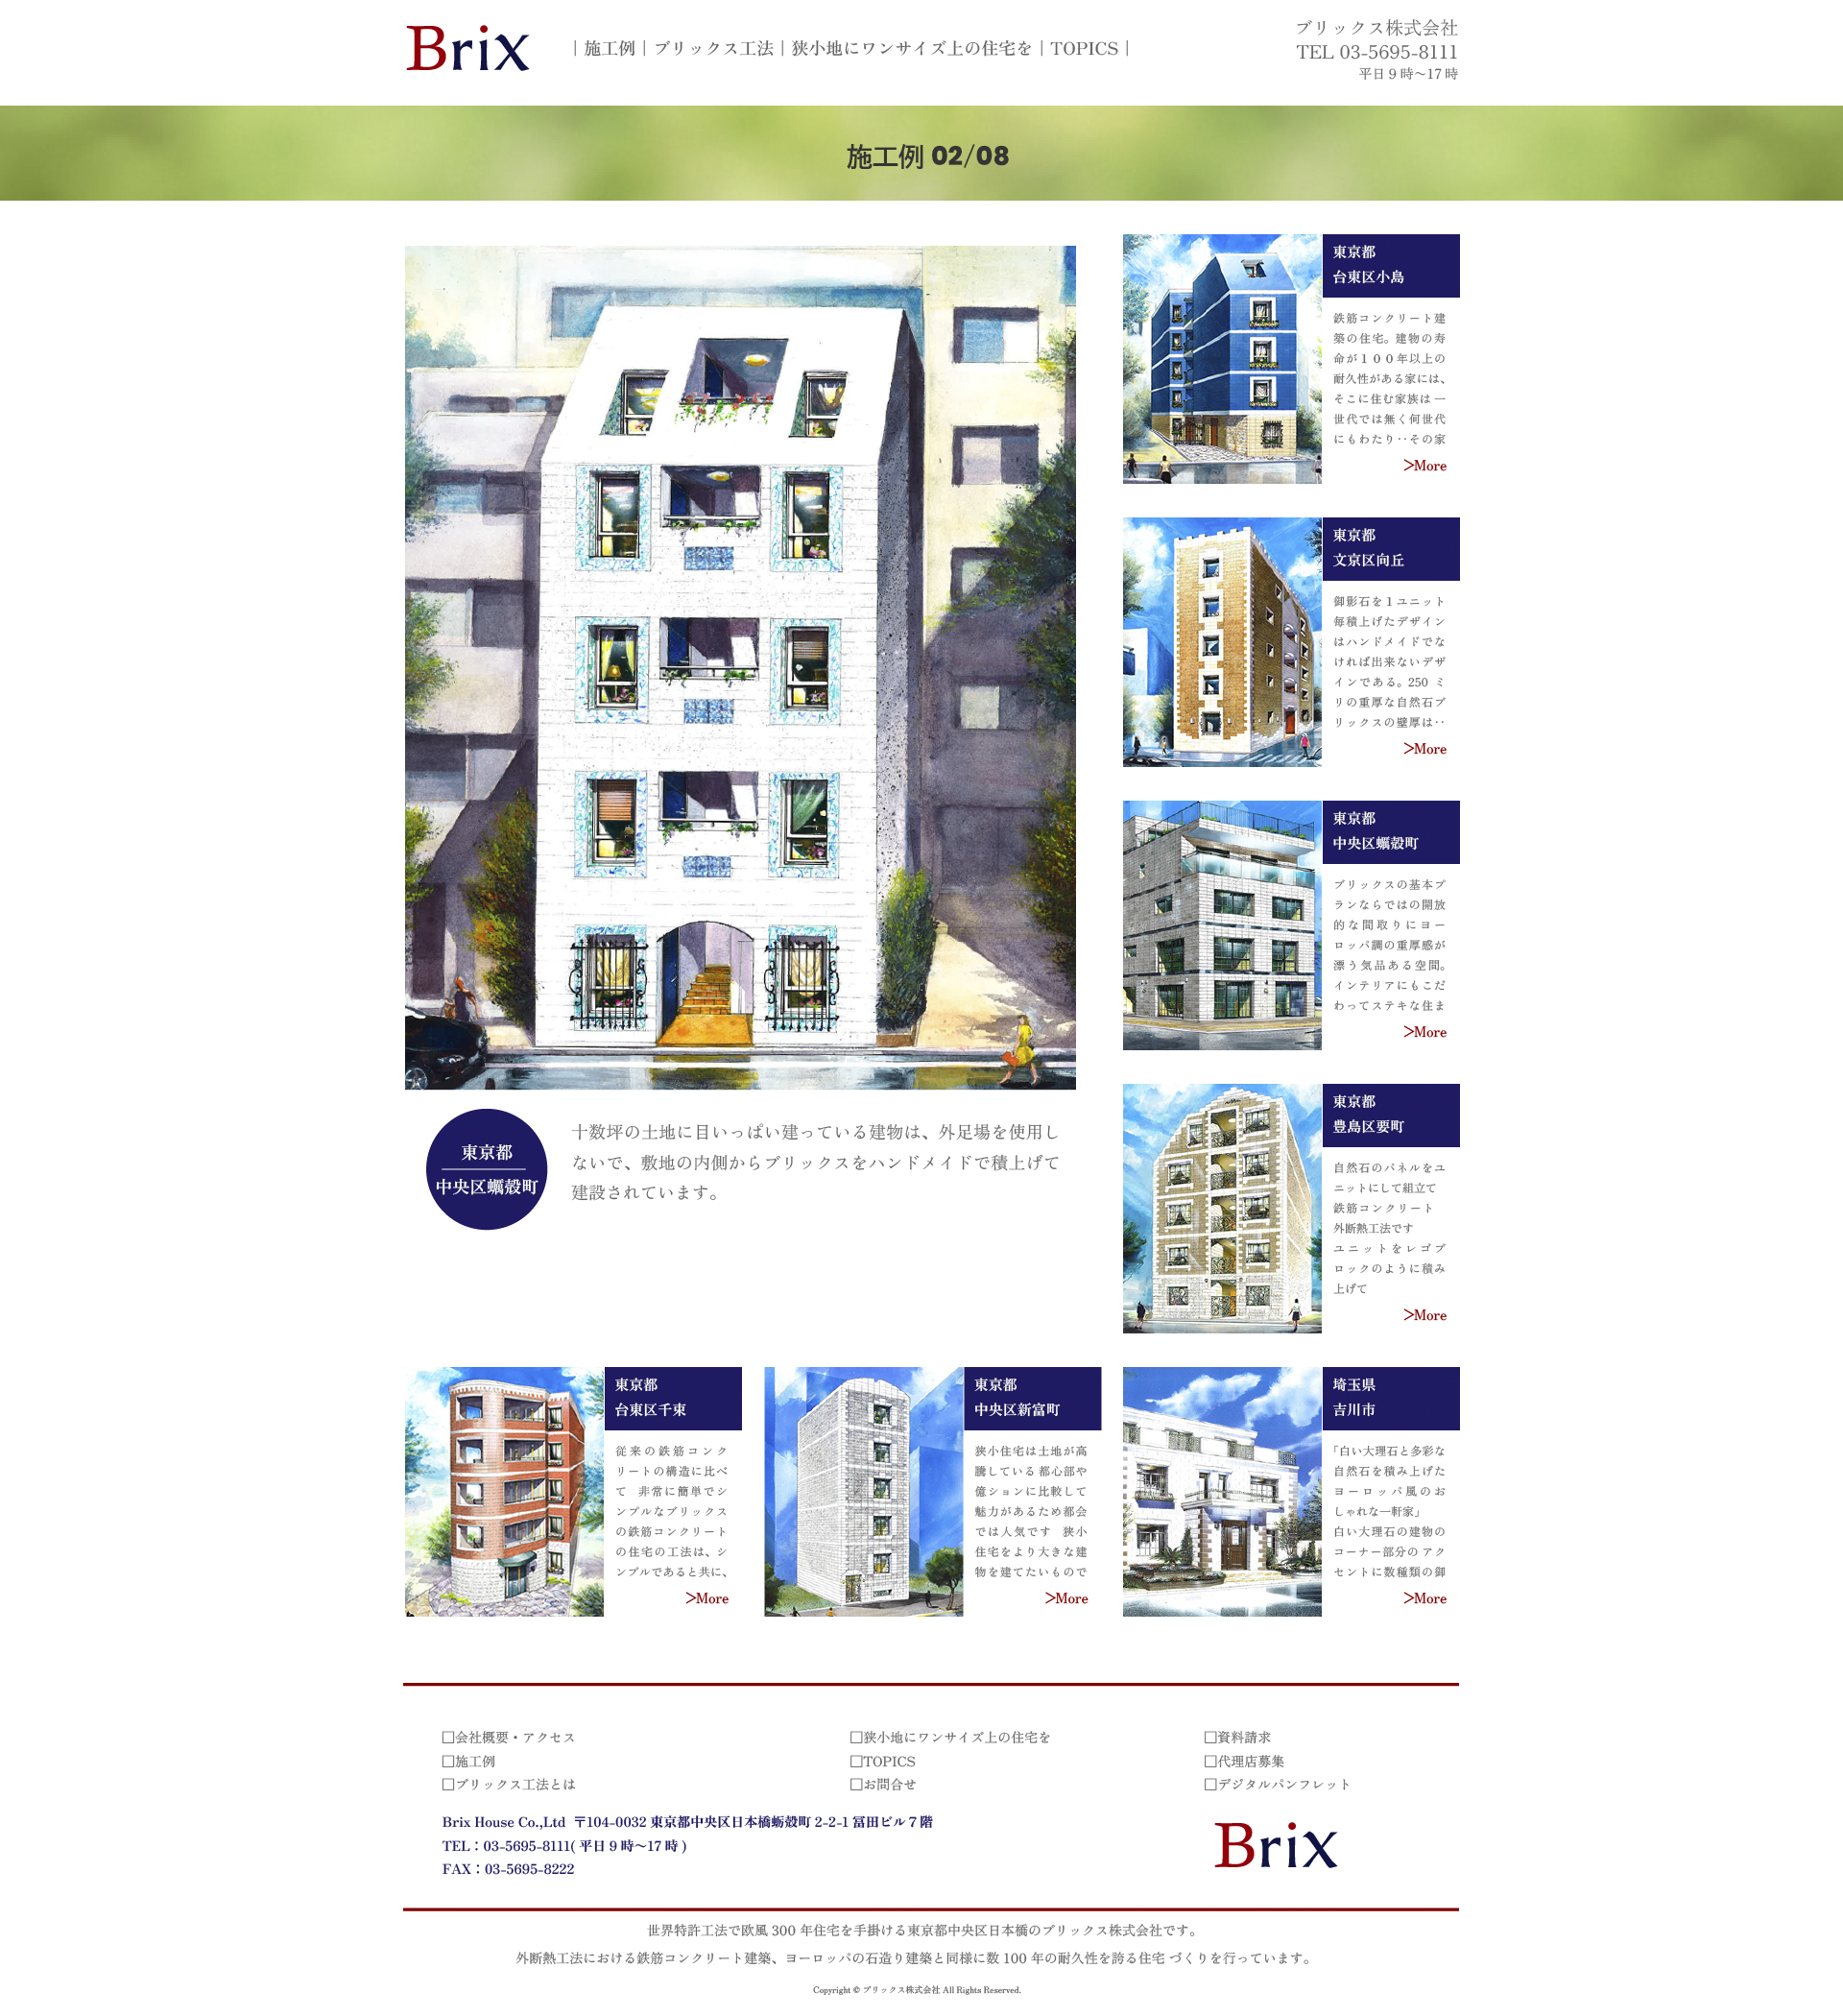 Brix
｜施工例｜ブリックス工法｜狭小地にワンサイズ上の住宅を｜TOPICS｜
ブリックス株式会社
TEL 03-5695-8111
平日９時〜17時
施工例 02/08
東京都
中央区蠣殻町
十数坪の土地に目いっぱい建っている建物は、外足場を使用し
ないで、敷地の内側からブリックスをハンドメイドで積上げて
建設されています。
東京都
台東区小島
鉄筋コンクリート建
築の住宅。建物の寿
命が１００年以上の
耐久性がある家には、
そこに住む家族は一
世代では無く何世代
にもわたり‥その家
>More
東京都
文京区向丘
御影石を１ユニット
毎積上げたデザイン
はハンドメイドでな
ければ出来ないデザ
インである。250 ミ
リの重厚な自然石ブ
リックスの壁厚は‥
>More
東京都
中央区蠣殻町
ブリックスの基本プ
ランならではの開放
的な間取りにヨー
ロッパ調の重厚感が
漂う気品ある空間。
インテリアにもこだ
わってステキな住ま
>More
東京都
豊島区要町
自然石のパネルをユ
ニットにして組立て
鉄筋コンクリート
外断熱工法です
ユニットをレゴブ
ロックのように積み
上げて
>More
東京都
台東区千束
従来の鉄筋コンク
リートの構造に比べ
て　非常に簡単でシ
ンプルなブリックス
の鉄筋コンクリート
の住宅の工法は、シ
ンプルであると共に、
>More
東京都
中央区新富町
狭小住宅は土地が高
騰している 都心部や
億ションに比較して
魅力があるため都会
では人気です　狭小
住宅をより大きな建
物を建てたいもので
>More
埼玉県
吉川市
「白い大理石と多彩な
自然石を積み上げた
ヨーロッパ風のお
しゃれな一軒家」
白い大理石の建物の
コーナー部分の アク
セントに数種類の御
>More
□会社概要・アクセス
□施工例
□ブリックス工法とは
□狭小地にワンサイズ上の住宅を
□TOPICS
□お問合せ
□資料請求
□代理店募集
□デジタルパンフレット
Brix House Co.,Ltd 〒104-0032 東京都中央区日本橋蛎殻町 2-2-1 冨田ビル７階
TEL：03-5695-8111( 平日９時〜17時 )
FAX：03-5695-8222
Brix
世界特許工法で欧風 300 年住宅を手掛ける東京都中央区日本橋のブリックス株式会社です。
外断熱工法における鉄筋コンクリート建築、ヨーロッパの石造り建築と同様に数 100 年の耐久性を誇る住宅 づくりを行っています。
Copyright © ブリックス株式会社 All Rights Reserved.